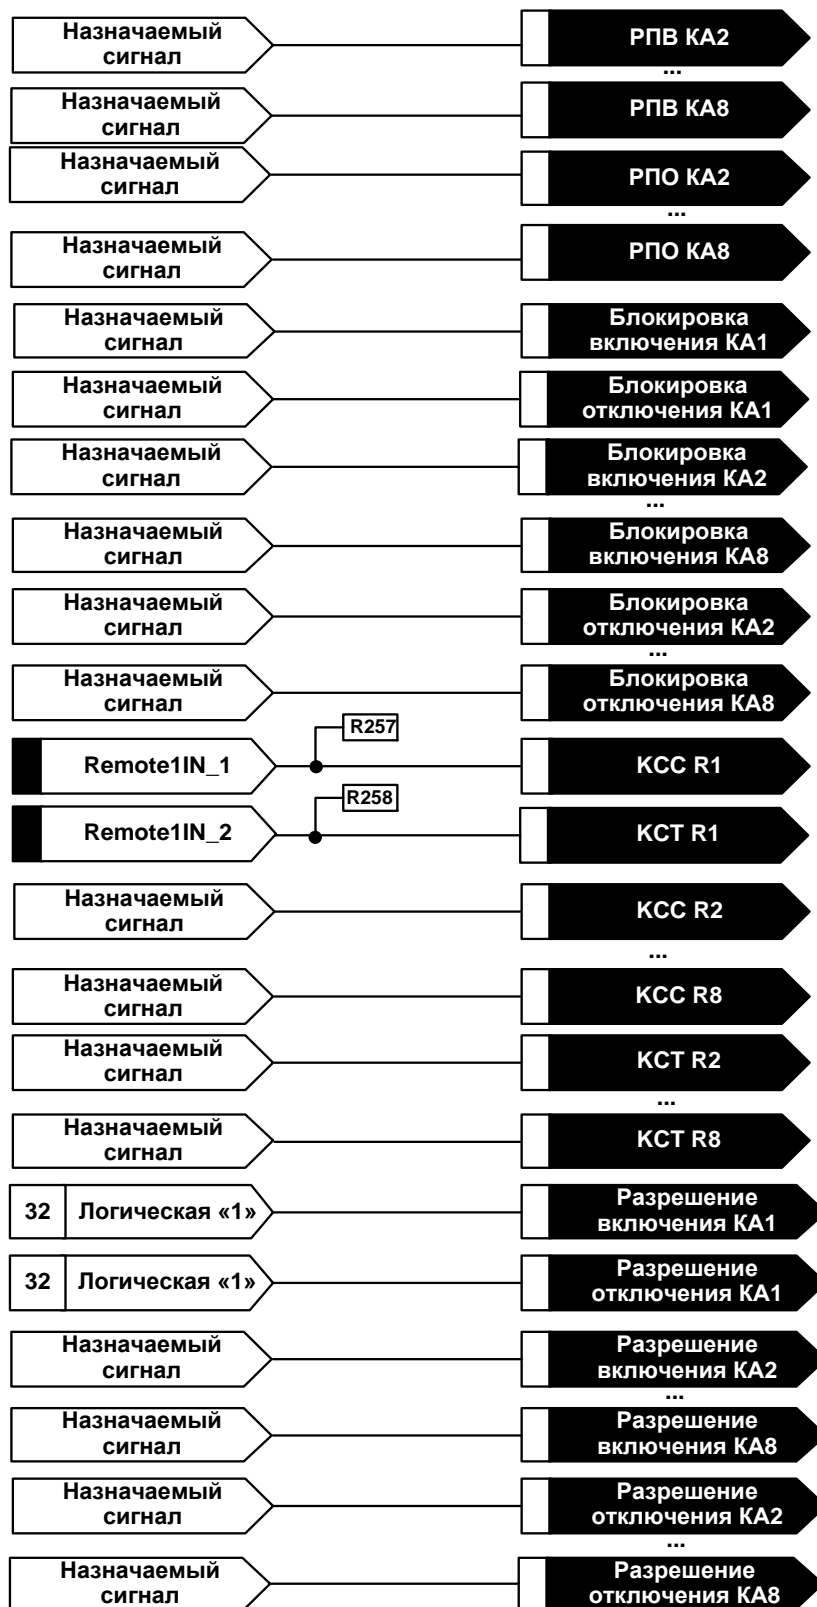 Назначаемый
сигнал
РПВ КА2
...
Назначаемый
сигнал
РПВ КА8
Назначаемый
сигнал
РПО КА2
...
Назначаемый
сигнал
РПО КА8
Назначаемый
сигнал
Блокировка
включения КА1
Назначаемый
сигнал
Блокировка
отключения КА1
Назначаемый
сигнал
Блокировка
включения КА2
...
Назначаемый
сигнал
Блокировка
включения КА8
Назначаемый
сигнал
Блокировка
отключения КА2
...
Назначаемый
сигнал
Блокировка
отключения КА8
R257
Remote1IN_1
KCC R1
R258
Remote1IN_2
KCT R1
Назначаемый
сигнал
KCC R2
...
Назначаемый
сигнал
KCC R8
Назначаемый
сигнал
KCT R2
...
Назначаемый
сигнал
KCT R8
32 Логическая «1»
Разрешение
включения КА1
32 Логическая «1»
Разрешение
отключения КА1
Назначаемый
сигнал
Разрешение
включения КА2
...
Назначаемый
сигнал
Разрешение
включения КА8
Назначаемый
сигнал
Разрешение
отключения КА2
...
Назначаемый
сигнал
Разрешение
отключения КА8